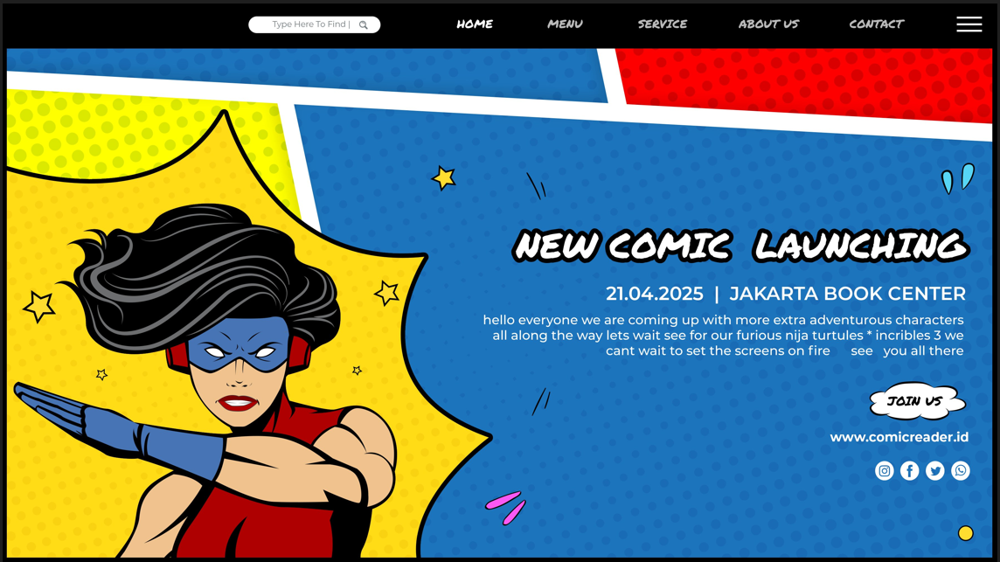 Type Here To Find |
HOME MENU SERVICE ABOUT US CONTACT
NEW COMIC LAUNCHING
21.04.2025 | JAKARTA BOOK CENTER
hello everyone we are coming up with more extra adventurous characters
all along the way lets wait see for our furious nija turtules * incribles 3 we
cant wait to set the screens on fire see you all there
JOIN US
www.comicreader.id